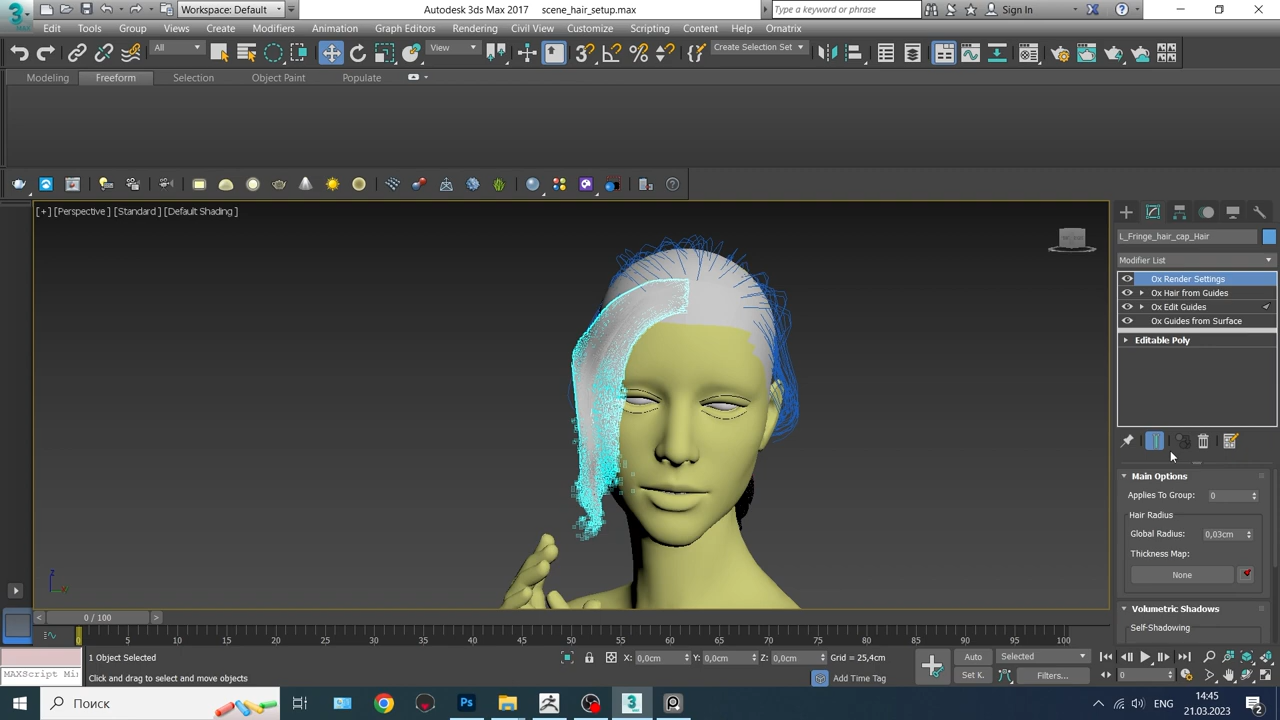 3
Workspace: Default
Autodesk 3ds Max 2017 scene_hair_setup.max
Type a keyword or phrase
Sign In
MAX
Edit Tools Group Views Create Modifiers Animation Graph Editors Rendering Civil View Customize Scripting Content Help Ornatrix
All
View
Create Selection Set
Modeling Freeform Selection Object Paint Populate
[+] [Perspective ] [Standard ] [Default Shading ]
L_Fringe_hair_cap_Hair
Modifier List
Ox Render Settings
Ox Hair from Guides
Ox Edit Guides
Ox Guides from Surface
Editable Poly
Main Options
Applies To Group: 0
Hair Radius
Global Radius: 0,03cm
Thickness Map:
None
Volumetric Shadows
Self-Shadowing
z
x
0 / 100
0 5 10 15 20 25 30 35 40 45 50 55 60 65 70 75 80 85 90 95 100
1 Object Selected
X: 0,0cm Y: 0,0cm Z: 0,0cm Grid = 25,4cm
Auto Selected
MAXScript Mi
Click and drag to select and move objects
Add Time Tag
Set K. Filters...
0
Поиск
Ps
3
ENG
14:45
21.03.2023
2